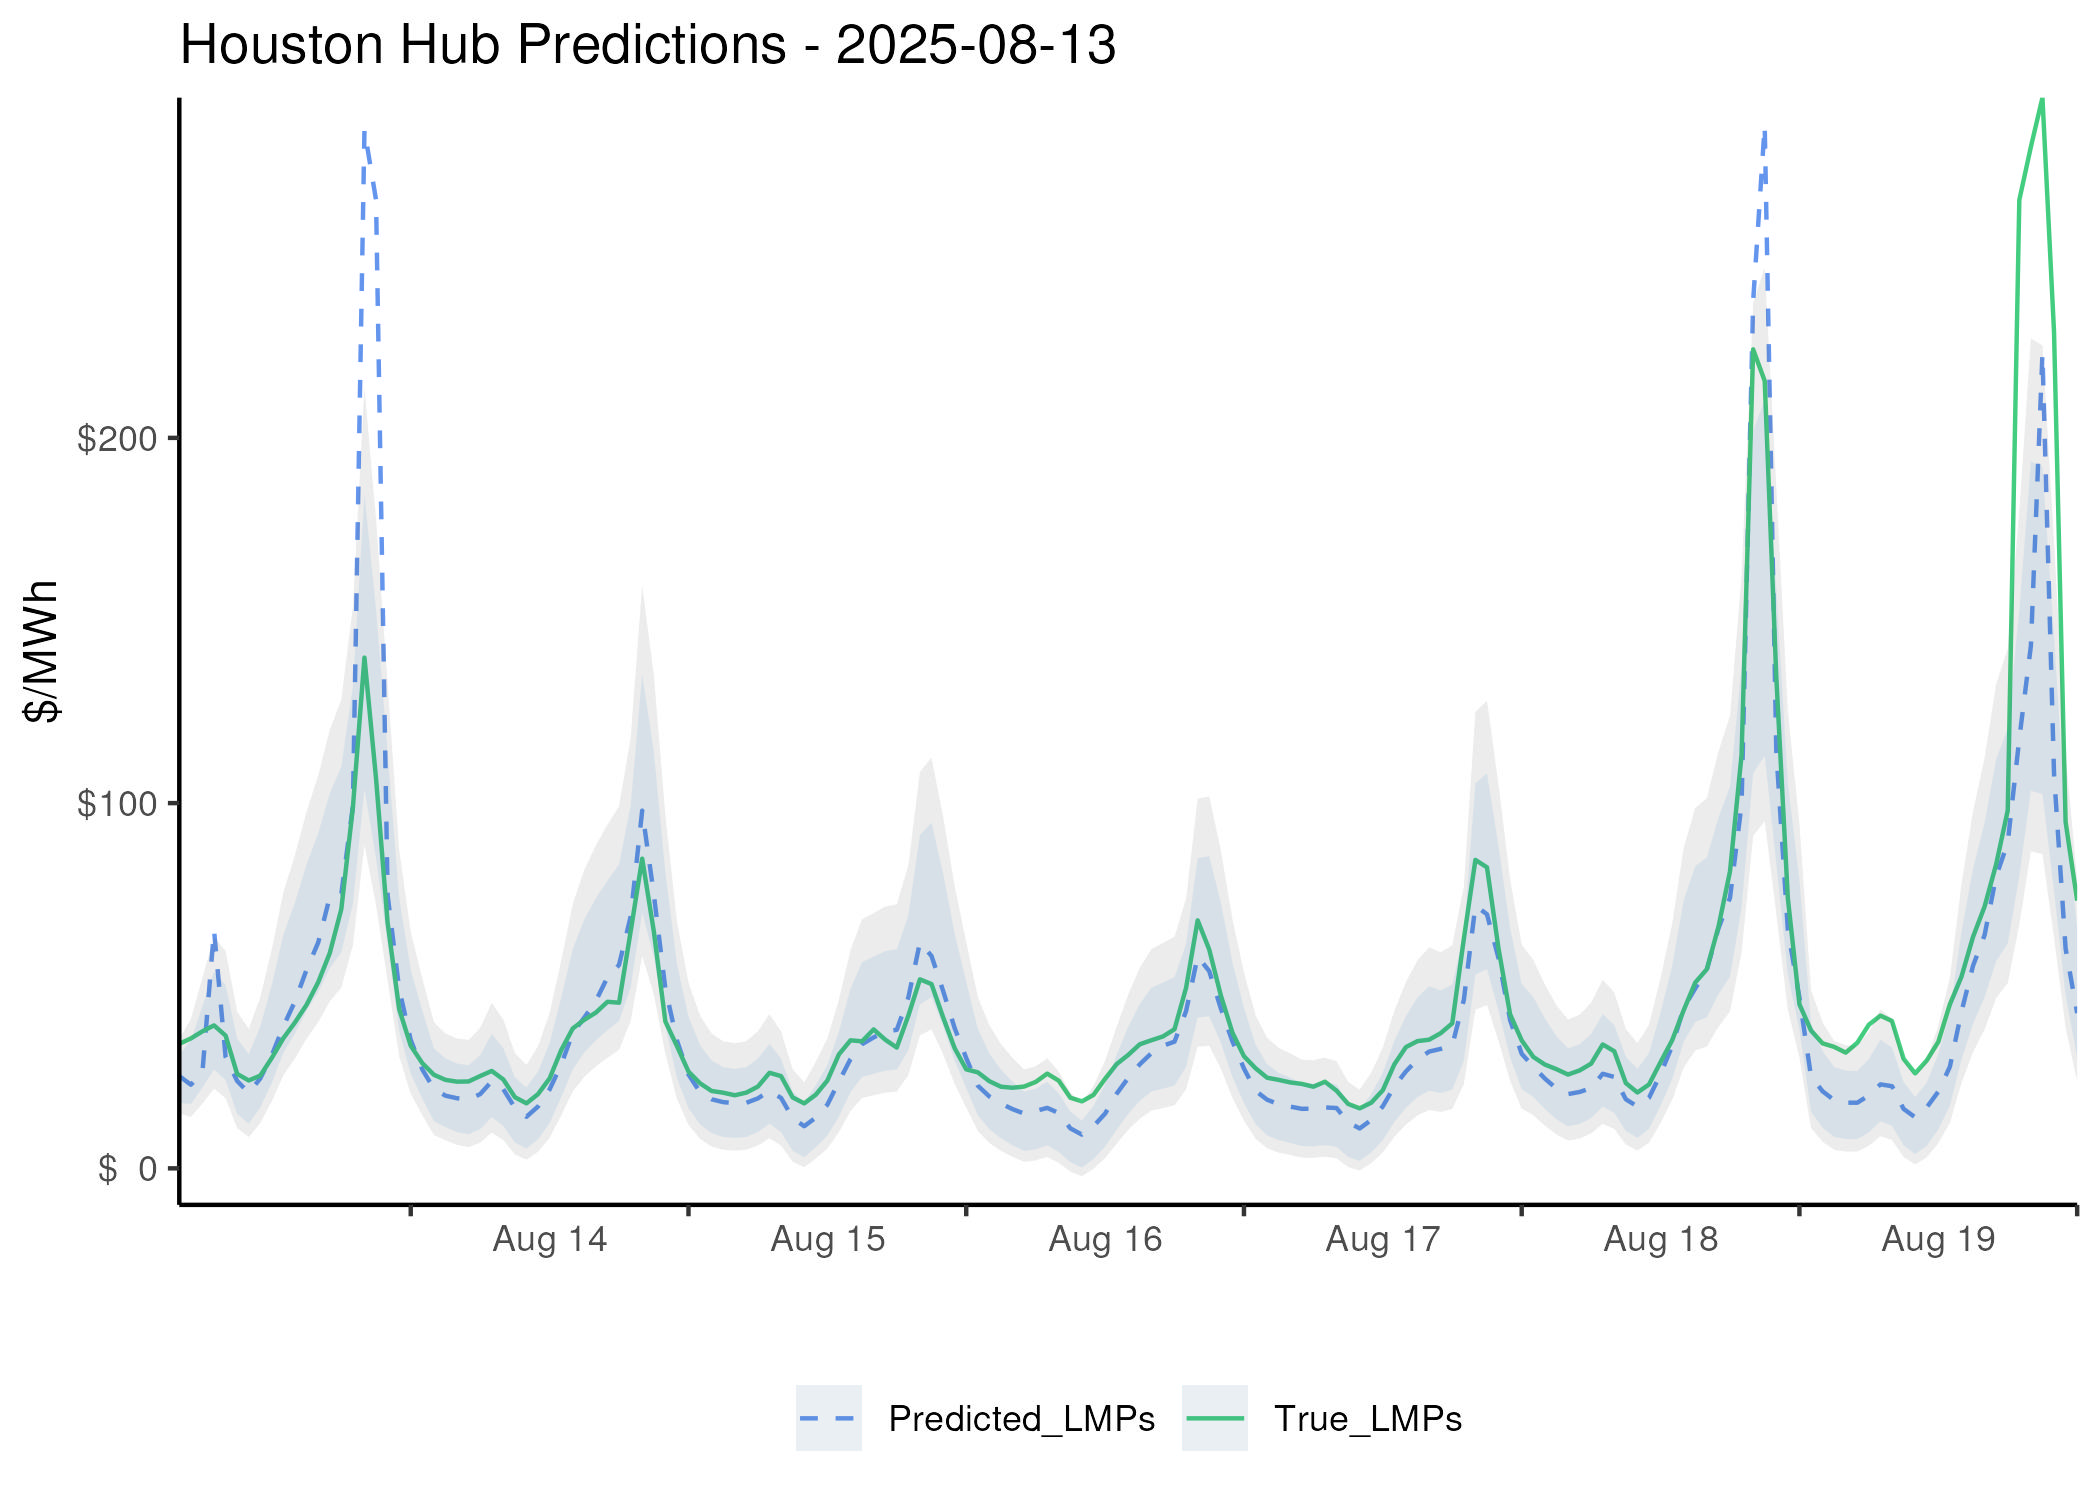 Houston Hub Predictions - 2025-08-13
$/MWh
$200
$100
$ 0
Aug 14 Aug 15 Aug 16 Aug 17 Aug 18 Aug 19
Predicted_LMPs True_LMPs